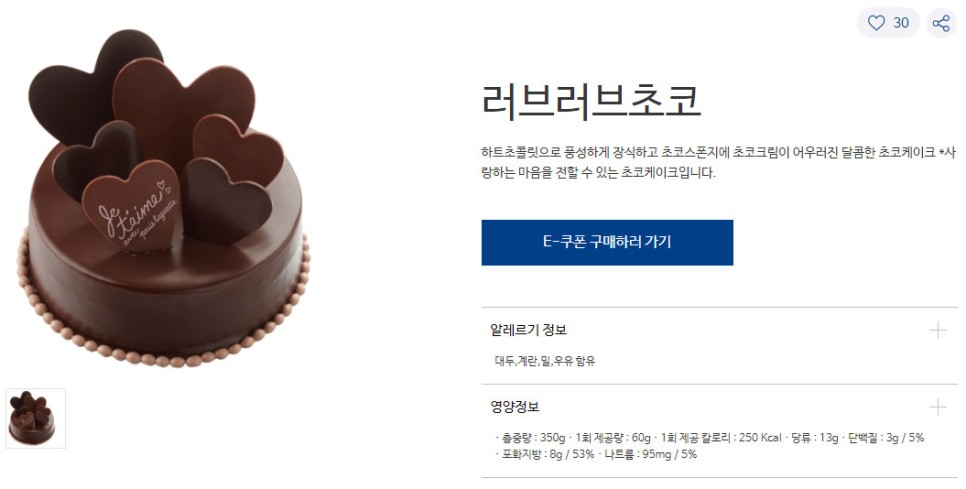 30
러브러브초코
하트초콜릿으로 풍성하게 장식하고 초코스폰지에 초코크림이 어우러진 달콤한 초코케이크 *사
랑하는 마음을 전할 수 있는 초코케이크입니다.
Je
t'aime
avec
E-쿠폰 구매하러 가기
알레르기 정보
대두,계란,밀,우유 함유
영양정보
· 총중량 : 350g · 1회 제공량 : 60g · 1회 제공 칼로리 : 250 Kcal · 당류 : 13g · 단백질 : 3g / 5%
· 포화지방 : 8g / 53% · 나트륨 : 95mg / 5%